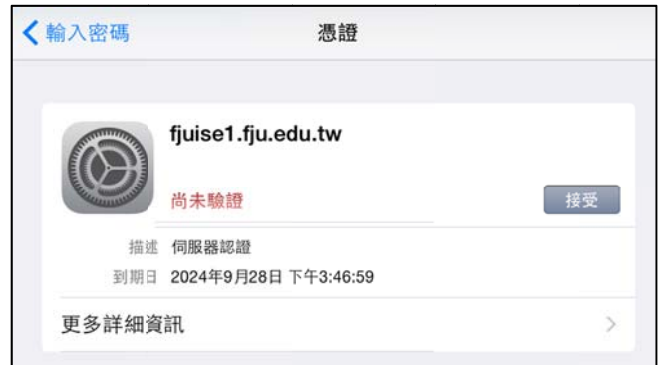 輸入密碼 憑證
fjuise1.fju.edu.tw
尚未驗證 接受
描述 伺服器認證
到期日 2024年9月28日 下午3:46:59
更多詳細資訊